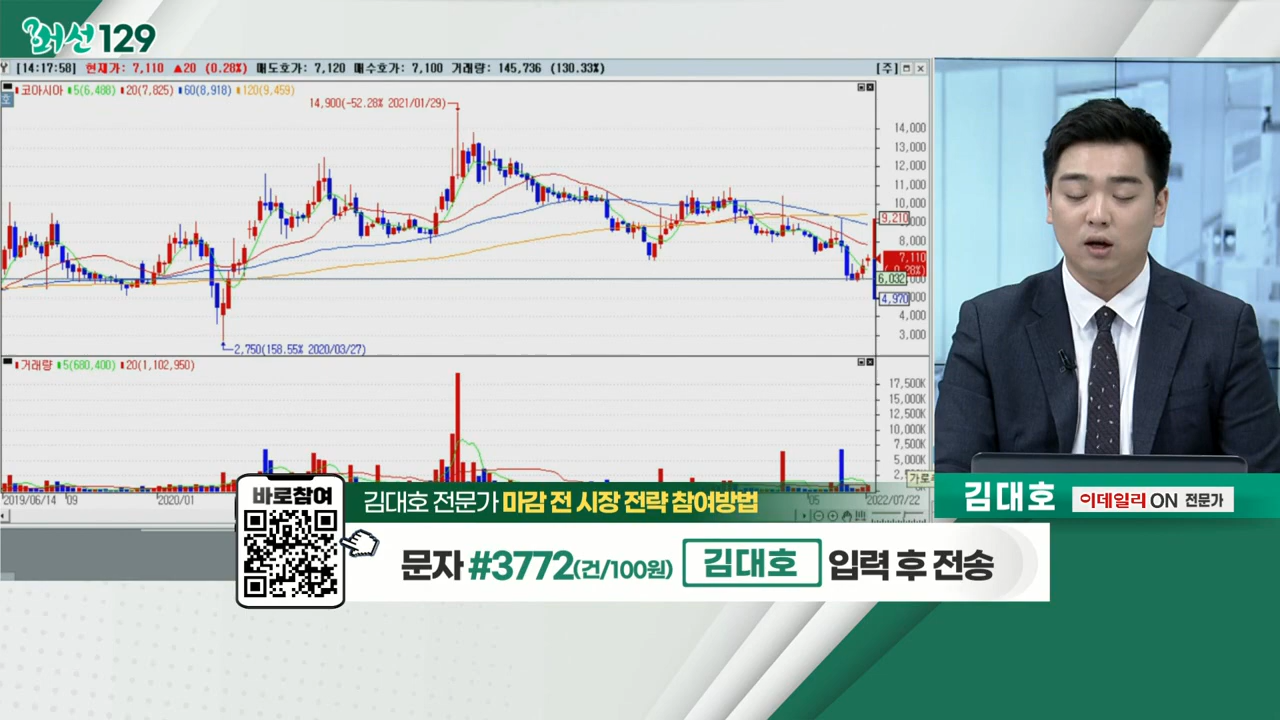 최선129
[14:17:58] 현재가: 7,110 ▲20 (0.28%) 매도호가: 7,120 매수호가: 7,100 거래량: 145,736 (130.33%) [주]
코아시아 5(6,488) 20(7,825) 60(8,918) 120(9,459)
호
14,900(-52.28% 2021/01/29)
14,000
13,000
12,000
11,000
10,000
9,210
8,000
7,110
6,032
4,970
4,000
3,000
2,750(158.55% 2020/03/27)
거래량 5(680,400) 20(1,102,950)
17,500K
15,000K
12,500K
10,000K
7,500K
5,000K
2019/06/14 09 2020/01 05 2022/07/22
바로참여
김대호 전문가 마감 전 시장 전략 참여방법
문자 #3772(건/100원) 김대호 입력 후 전송
김대호 이데일리 ON 전문가